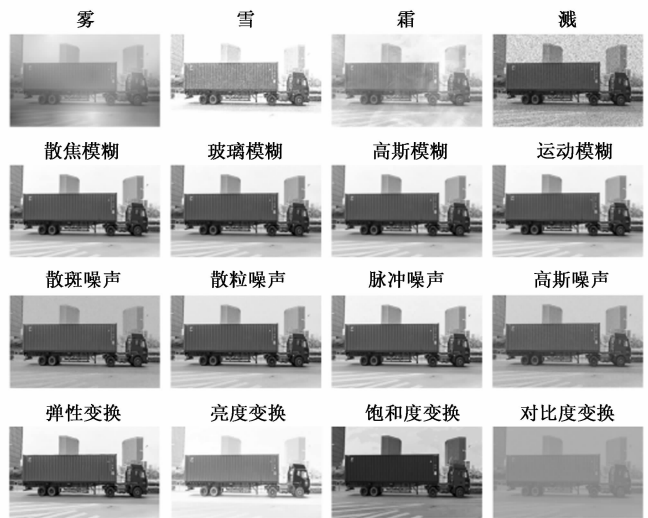 雾 雪 霜 溅
散焦模糊 玻璃模糊 高斯模糊 运动模糊
散斑噪声 散粒噪声 脉冲噪声 高斯噪声
弹性变换 亮度变换 饱和度变换 对比度变换